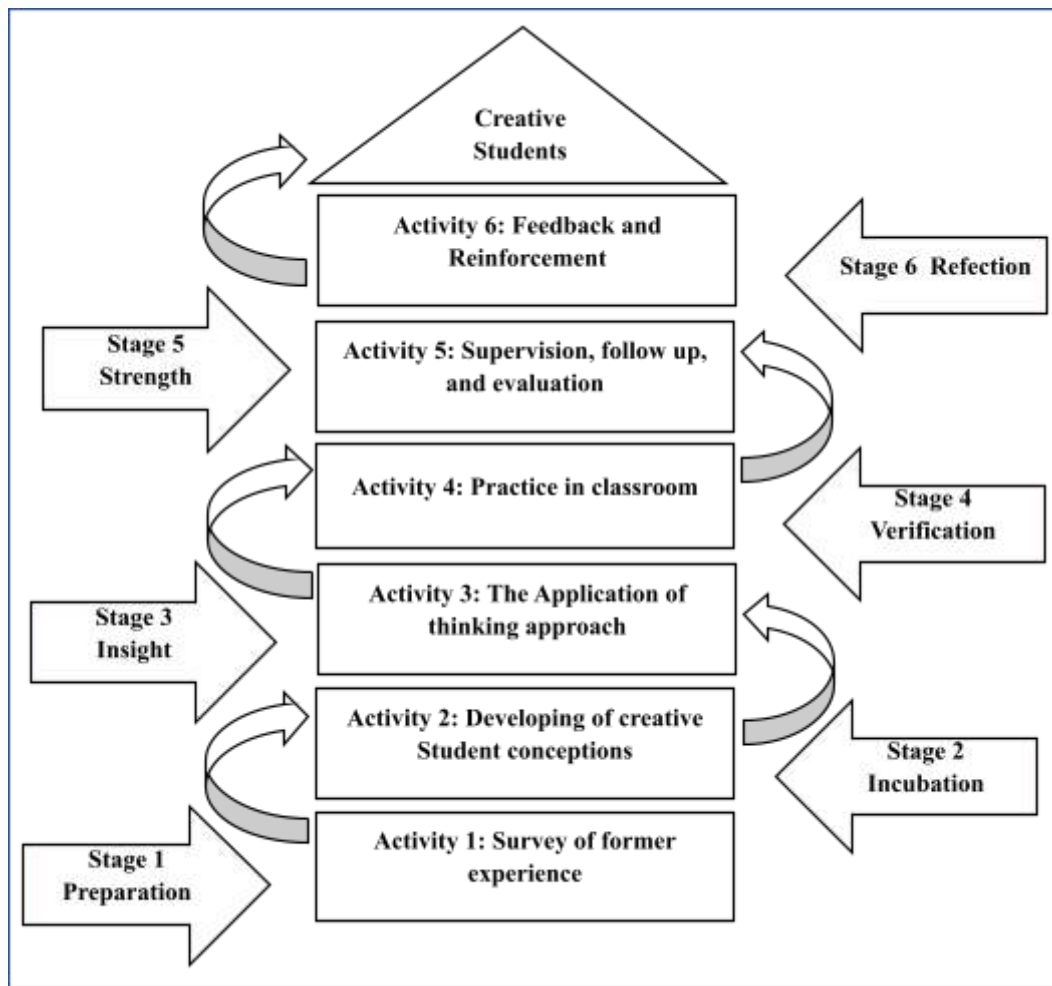 Creative
Students
Activity 6: Feedback and
Reinforcement
Stage 6  Refection
Stage 5
Strength
Activity 5: Supervision, follow up,
and evaluation
Activity 4: Practice in classroom
Stage 4
Verification
Activity 3: The Application of
thinking approach
Stage 3
Insight
Activity 2: Developing of creative
Student conceptions
Stage 2
Incubation
Activity 1: Survey of former
experience
Stage 1
Preparation